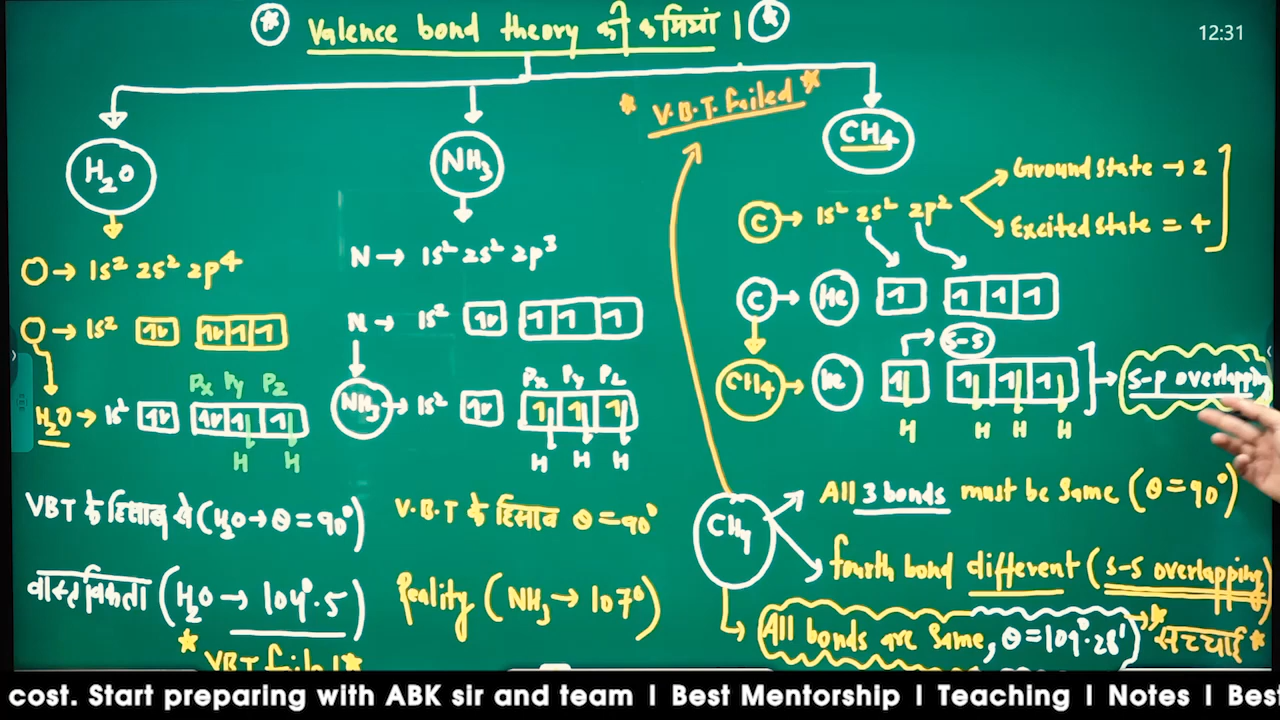 Valence bond theory की कमियां ।
12:31
H₂O
NH₃
V.B.T. Failed
CH₄
O → 1s² 2s² 2p⁴
O → 1s² 1⇂ 1⇂ 1 1
Px Py Pz
H₂O → 1s² 1⇂ 1⇂ 1⇂ 1⇂
H H
VBT के हिसाब से (H₂O → θ = 90°)
वास्तविकता (H₂O → 104°.5)
VBT fail
N → 1s² 2s² 2p³
N → 1s² 1⇂ 1 1 1
Px Py Pz
NH₃ → 1s² 1⇂ 1⇂ 1⇂ 1⇂
H H H
V.B.T के हिसाब θ = 90°
Reality (NH₃ → 107°)
C → 1s² 2s² 2p²
Ground state → 2
Excited state = 4
C → He 1 1 1 1
s-s
CH₄ → He 1⇂ 1⇂ 1⇂ 1⇂ → s-p overlapping
H H H H
CH₄
All 3 bonds must be same (θ = 90°)
fourth bond different (s-s overlapping)
All bonds are same, θ = 109°.28' → सच्चाई
cost. Start preparing with ABK sir and team I Best Mentorship I Teaching I Notes I Bes